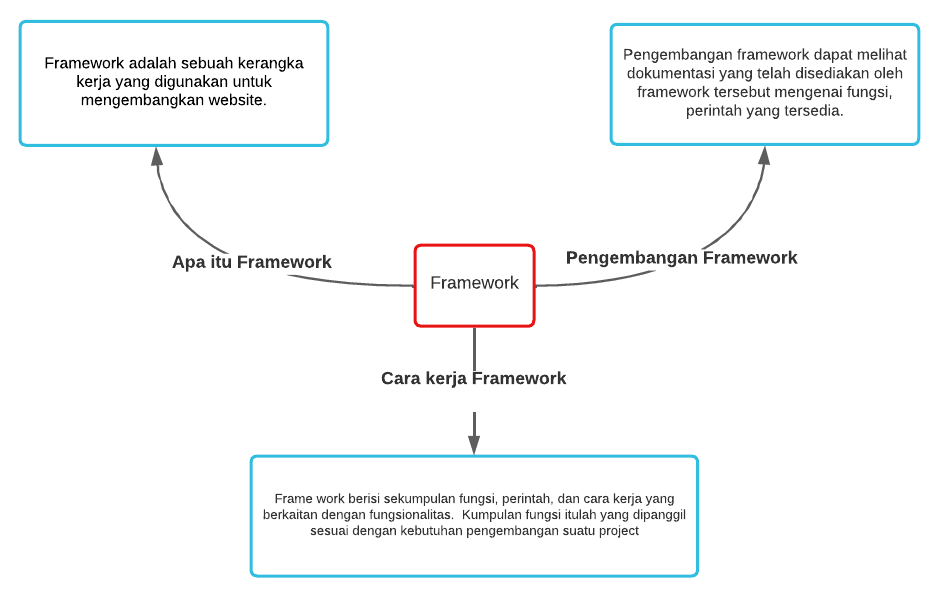 Framework adalah sebuah kerangka
kerja yang digunakan untuk
mengembangkan website.
Pengembangan framework dapat melihat
dokumentasi yang telah disediakan oleh
framework tersebut mengenai fungsi,
perintah yang tersedia.
Apa itu Framework
Framework
Pengembangan Framework
Cara kerja Framework
Frame work berisi sekumpulan fungsi, perintah, dan cara kerja yang
berkaitan dengan fungsionalitas.  Kumpulan fungsi itulah yang dipanggil
sesuai dengan kebutuhan pengembangan suatu project